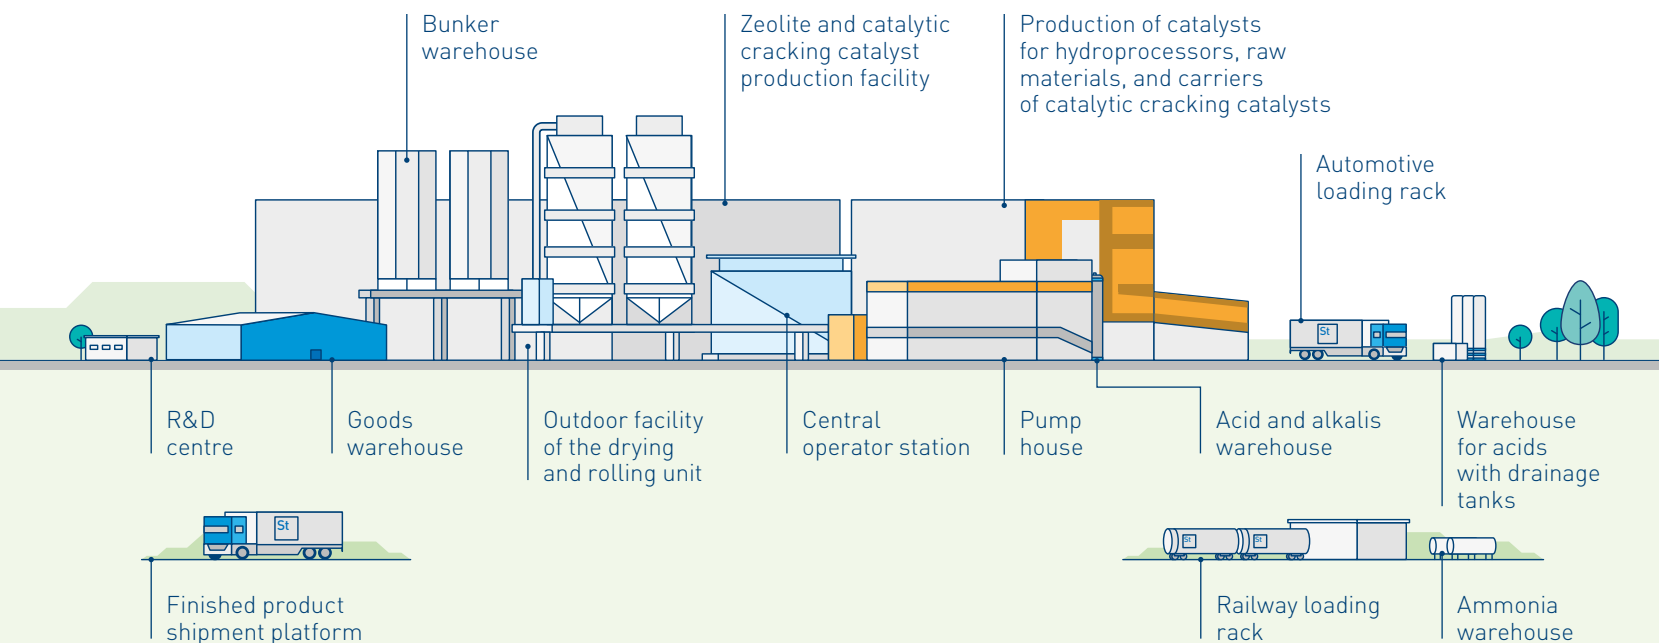 Bunker
warehouse
Zeolite and catalytic
cracking catalyst
production facility
Production of catalysts
for hydroprocessors, raw
materials, and carriers
of catalytic cracking catalysts
Automotive
loading rack
St
R&D
centre
Goods
warehouse
Outdoor facility
of the drying
and rolling unit
Central
operator station
Pump
house
Acid and alkalis
warehouse
Warehouse
for acids
with drainage
tanks
St
St
St
Finished product
shipment platform
Railway loading
rack
Ammonia
warehouse